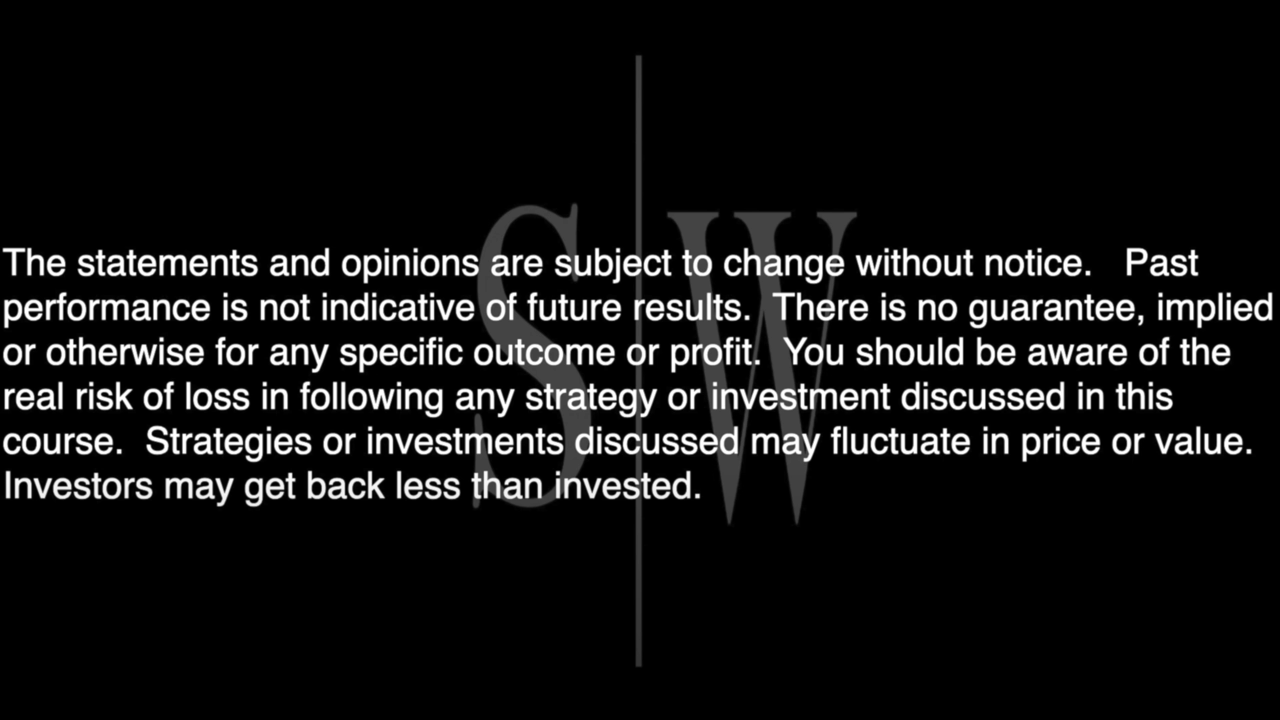 S W
The statements and opinions are subject to change without notice.   Past
performance is not indicative of future results.  There is no guarantee, implied
or otherwise for any specific outcome or profit.  You should be aware of the
real risk of loss in following any strategy or investment discussed in this
course.  Strategies or investments discussed may fluctuate in price or value.
Investors may get back less than invested.